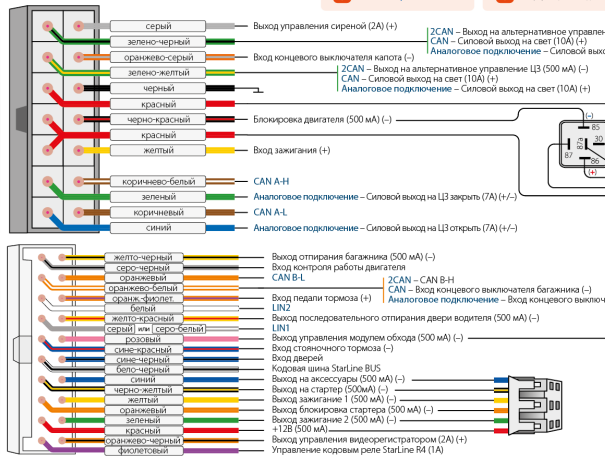 серый Выход управления сиреной (2А) (+)
зелено-черный
2CAN – Выход на альтернативное
CAN – Силовой выход на свет (10А) (+)
Аналоговое подключение – Силовой
оранжево-серый Вход концевого выключателя капота (–)
зелено-желтый
2CAN – Выход на альтернативное управление ЦЗ (500 мА) (–)
CAN – Силовой выход на свет (10А) (+)
Аналоговое подключение – Силовой выход на свет (10А) (+)
черный
красный
черно-красный Блокировка двигателя (500 мА) (–)
красный
желтый Вход зажигания (+)
(–)
85
87 87a 30
86
(+)
коричнево-белый CAN A-H
зеленый Аналоговое подключение – Силовой выход на ЦЗ закрыть (7А) (+/–)
коричневый CAN A-L
синий Аналоговое подключение – Силовой выход на ЦЗ открыть (7А) (+/–)
желто-черный Выход отпирания багажника (500 мА) (–)
серо-черный Вход контроля работы двигателя
оранжевый CAN B-L
оранжево-белый
2CAN – CAN B-H
CAN – Вход концевого выключателя багажника (–)
Аналоговое подключение – Вход концевого
оранж.-фиолет. Вход педали тормоза (+)
белый LIN2
желто-красный Выход последовательного отпирания двери водителя (500 мА) (–)
серый или серо-белый LIN1
розовый Выход управления модулем обхода (500 мА) (–)
сине-красный Вход стояночного тормоза (–)
сине-черный Вход дверей
бело-черный Кодовая шина StarLine BUS
синий Выход на аксессуары (500 мА) (–)
черно-желтый Выход на стартер (500мА) (–)
желтый Выход зажигание 1 (500 мА) (–)
оранжевый Выход блокировка стартера (500 мА) (–)
зеленый Выход зажигание 2 (500 мА) (–)
красный +12В (500 мА)
оранжево-черный Выход управления видеорегистратором (2А) (+)
фиолетовый Управление кодовым реле StarLine R4 (1А)